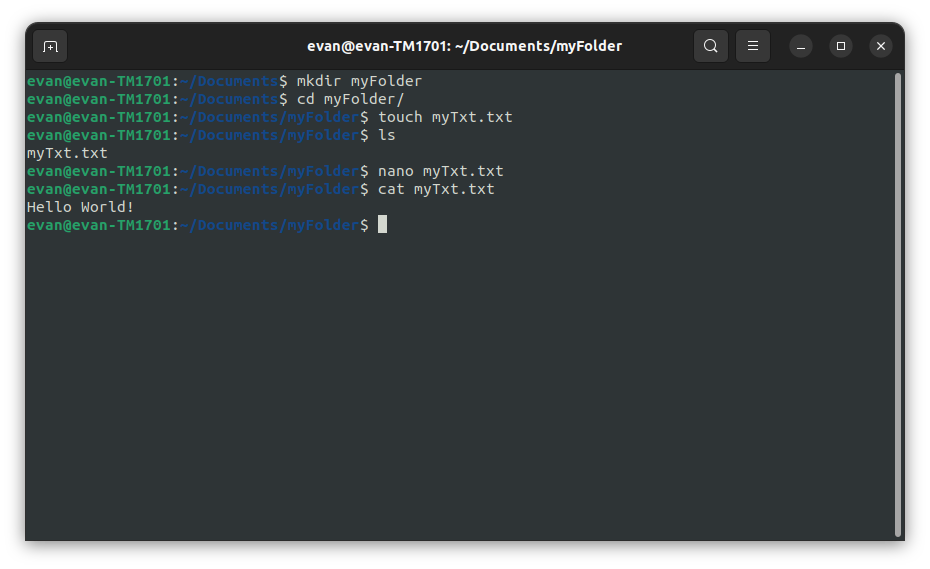 evan@evan-TM1701: ~/Documents/myFolder
evan@evan-TM1701:~/Documents$ mkdir myFolder
evan@evan-TM1701:~/Documents$ cd myFolder/
evan@evan-TM1701:~/Documents/myFolder$ touch myTxt.txt
evan@evan-TM1701:~/Documents/myFolder$ ls
myTxt.txt
evan@evan-TM1701:~/Documents/myFolder$ nano myTxt.txt
evan@evan-TM1701:~/Documents/myFolder$ cat myTxt.txt
Hello World!
evan@evan-TM1701:~/Documents/myFolder$